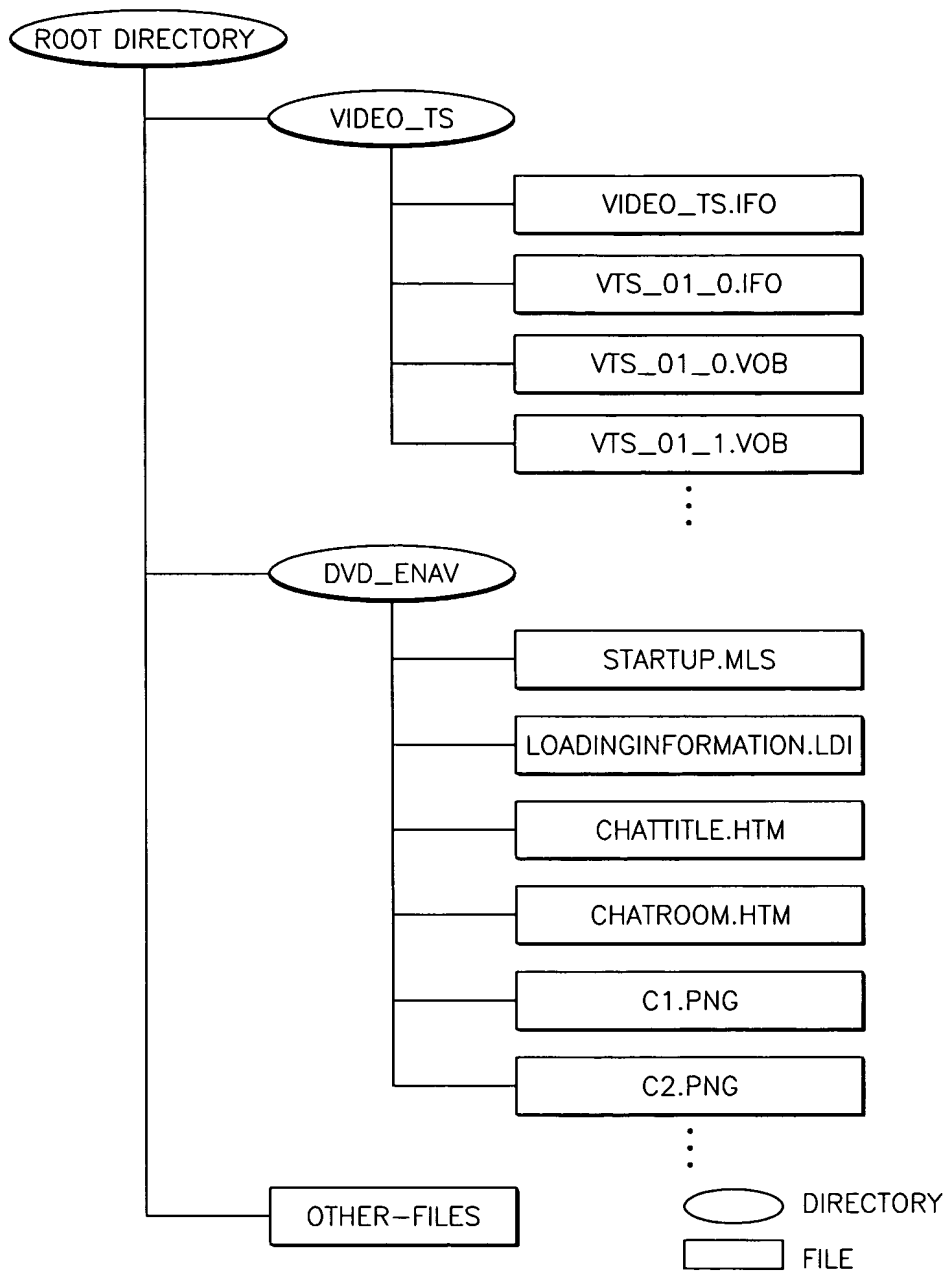 ROOT DIRECTORY
VIDEO_TS
VIDEO_TS.IFO
VTS_01_0.IFO
VTS_01_0.VOB
VTS_01_1.VOB
DVD_ENAV
STARTUP.MLS
LOADINGINFORMATION.LDI
CHATTITLE.HTM
CHATROOM.HTM
C1.PNG
C2.PNG
OTHER-FILES
DIRECTORY
FILE